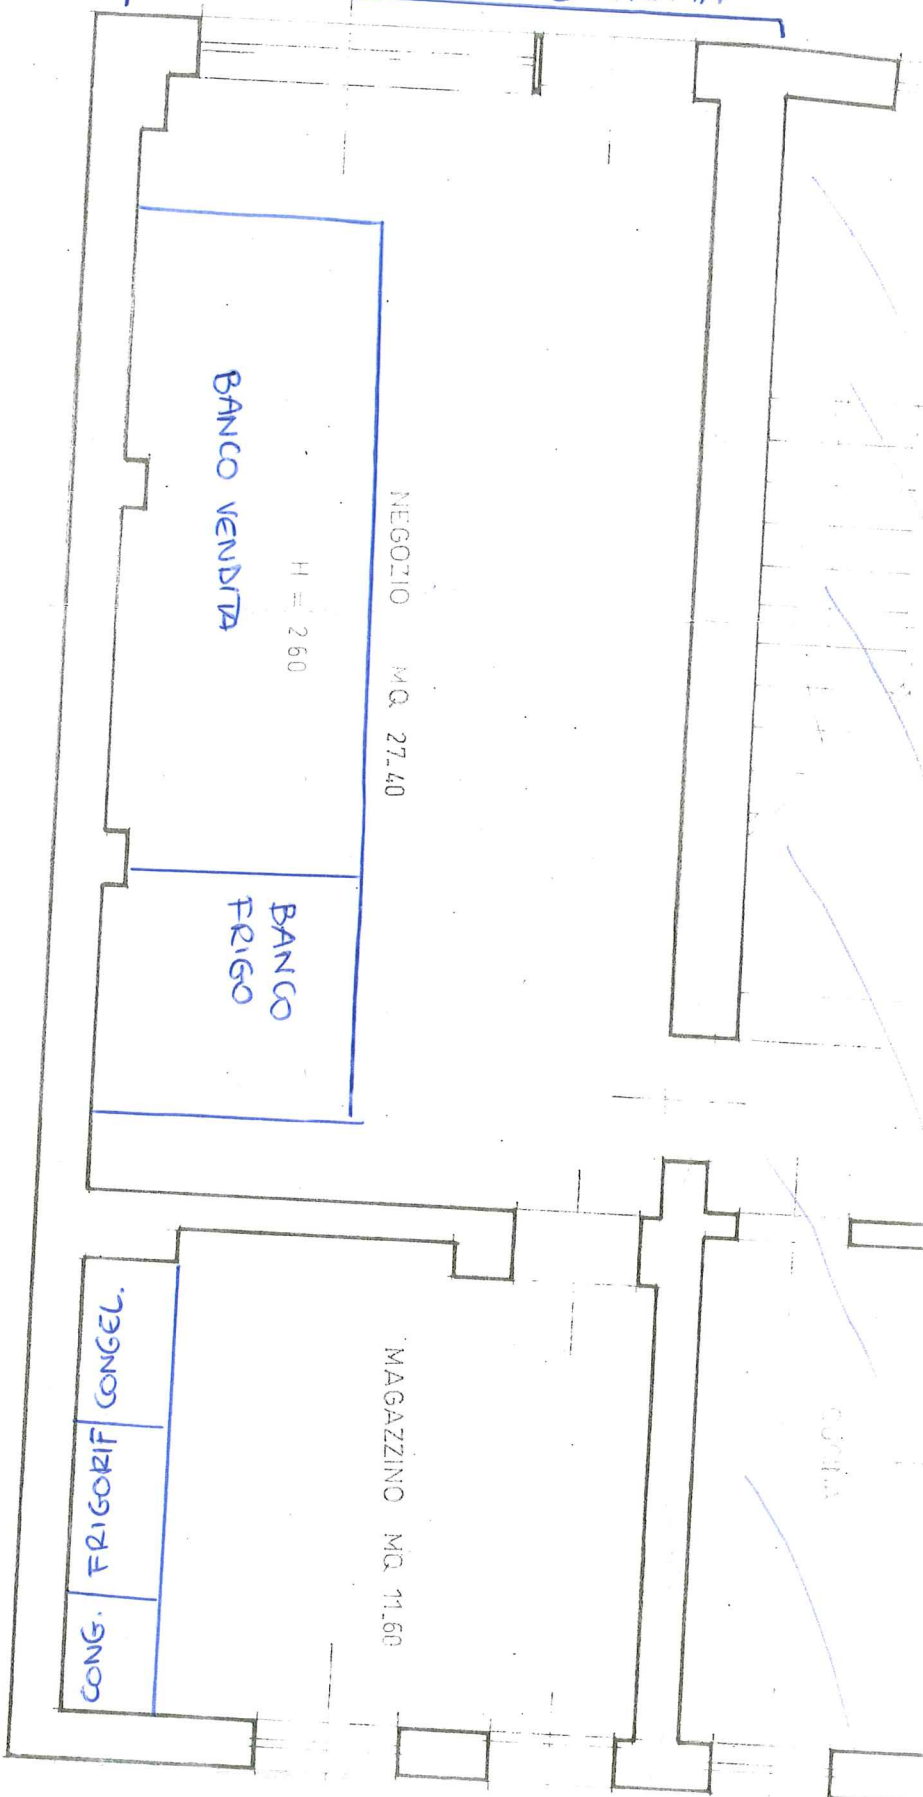 NEGOZIO MQ 27.40
H = 260
BANCO VENDITA
BANCO
FRIGO
MAGAZZINO MQ 11.60
CONG. FRIGORIF CONGEL.